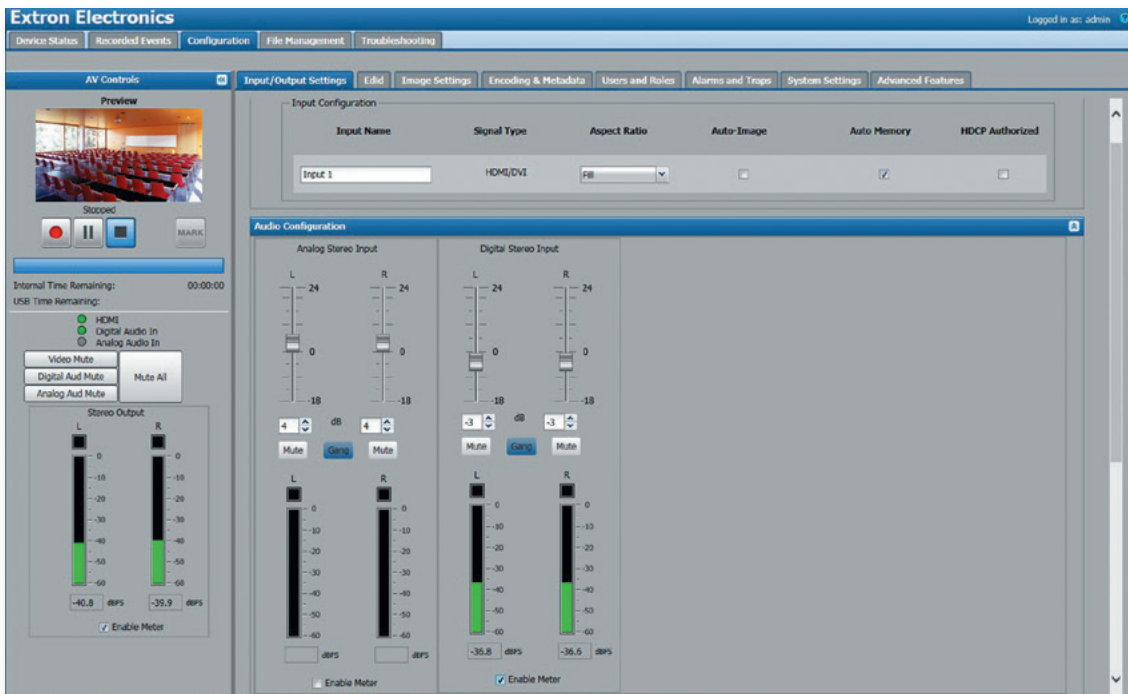 Extron Electronics
Logged in as: admin
Device Status Recorded Events Configuration File Management Troubleshooting
AV Controls
Preview
Stopped
MARK
Internal Time Remaining: 00:00:00
USB Time Remaining:
HDMI
Digital Audio In
Analog Audio In
Video Mute
Digital Aud Mute
Analog Aud Mute
Mute All
Stereo Output
L R
0 0
-10 -10
-20 -20
-30 -30
-40 -40
-50 -50
-60 -60
-40.8 dBFS -39.9 dBFS
Enable Meter
Input/Output Settings Edid Image Settings Encoding & Metadata Users and Roles Alarms and Traps System Settings Advanced Features
Input Configuration
Input Name Signal Type Aspect Ratio Auto-Image Auto Memory HDCP Authorized
Input 1 HDMI/DVI Fill
Audio Configuration
Analog Stereo Input
L R
24 24
0 0
-18 -18
4 dB 4
Mute Gang Mute
L R
0 0
-10 -10
-20 -20
-30 -30
-40 -40
-50 -50
-60 -60
dBFS dBFS
Enable Meter
Digital Stereo Input
L R
24 24
0 0
-18 -18
-3 dB -3
Mute Gang Mute
L R
0 0
-10 -10
-20 -20
-30 -30
-40 -40
-50 -50
-60 -60
-36.8 dBFS -36.6 dBFS
Enable Meter